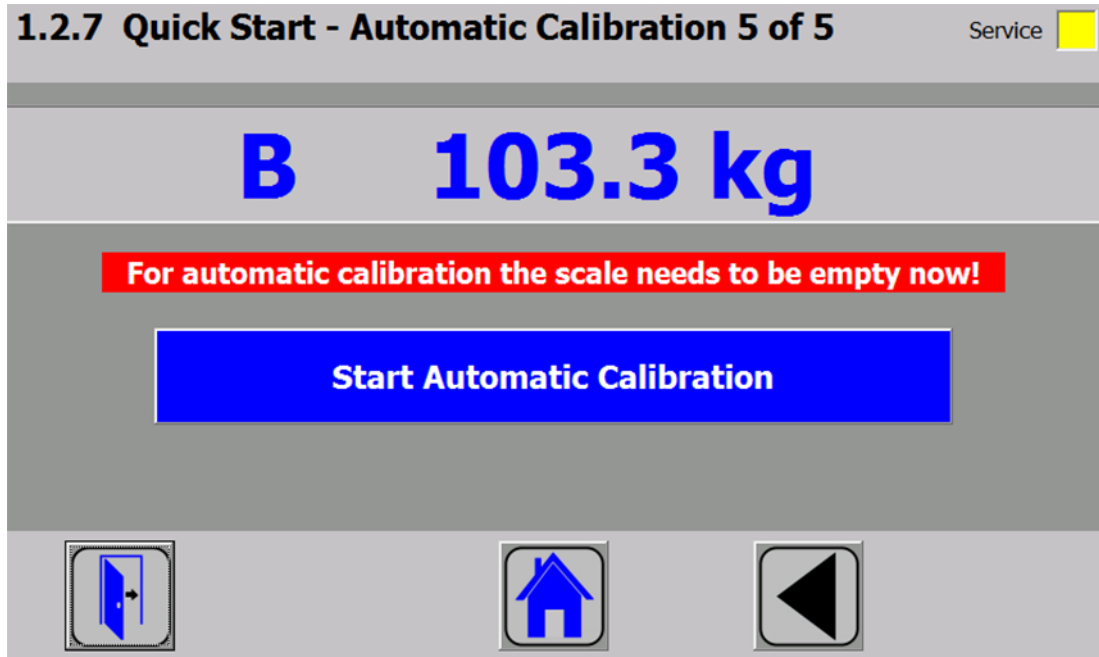 1.2.7 Quick Start - Automatic Calibration 5 of 5
Service
B 103.3 kg
For automatic calibration the scale needs to be empty now!
Start Automatic Calibration